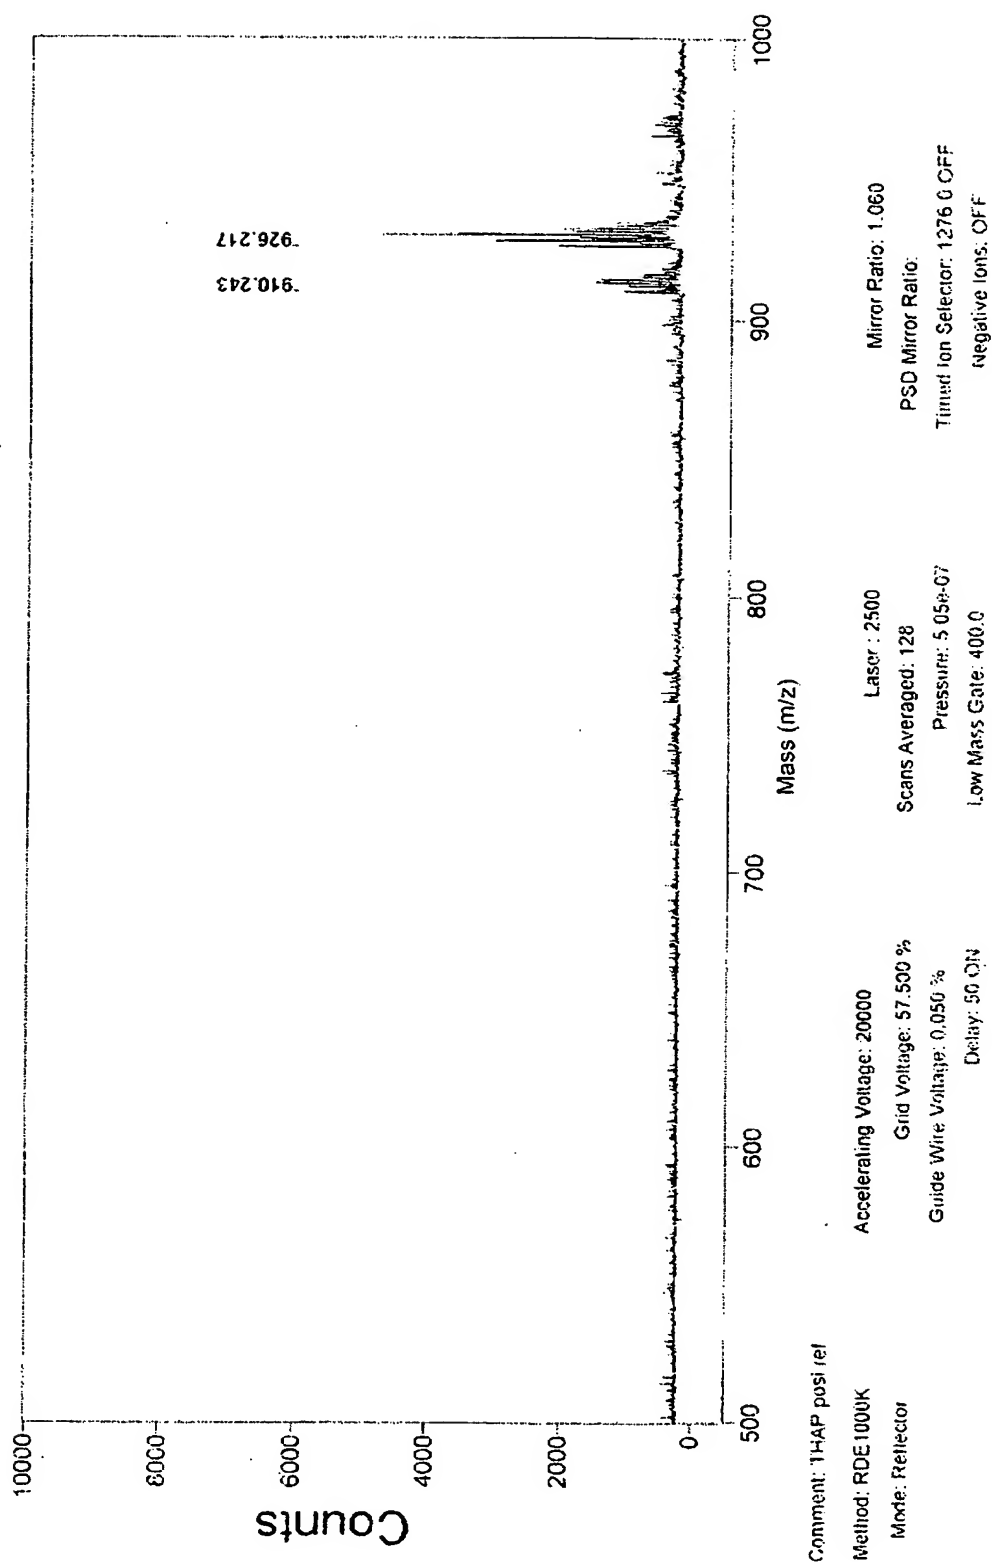 10000
8000
6000
4000
2000
0
Counts
910.243
926.217
500
600
700
800
900
1000
Mass (m/z)
Comment: THAP posi ref
Method: RDE1000K
Mode: Reflector
Accelerating Voltage: 20000
Grid Voltage: 57.500 %
Guide Wire Voltage: 0.050 %
Delay: 50 ON
Laser : 2500
Scans Averaged: 128
Pressure: 5.05e-07
Low Mass Gate: 400.0
Mirror Ratio: 1.060
PSD Mirror Ratio:
Timed Ion Selector: 1276.0 OFF
Negative Ions: OFF